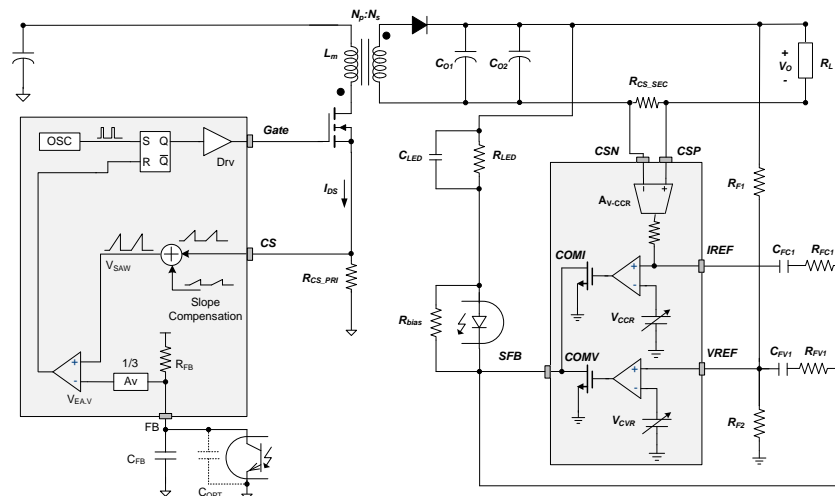 Np:Ns
Lm
CO1
CO2
+
VO
-
RL
RCS_SEC
CSN
CSP
OSC
S Q
R Q
Drv
Gate
CLED
RLED
- +
AV-CCR
RF1
IDS
CS
VSAW
Slope
Compensation
RCS_PRI
COMI
+
-
IREF
CFC1
RFC1
VCCR
Rbias
SFB
COMV
+
-
VREF
CFV1
RFV1
VCVR
RF2
RFB
1/3
Av
+
-
VEA.V
FB
CFB
COPT